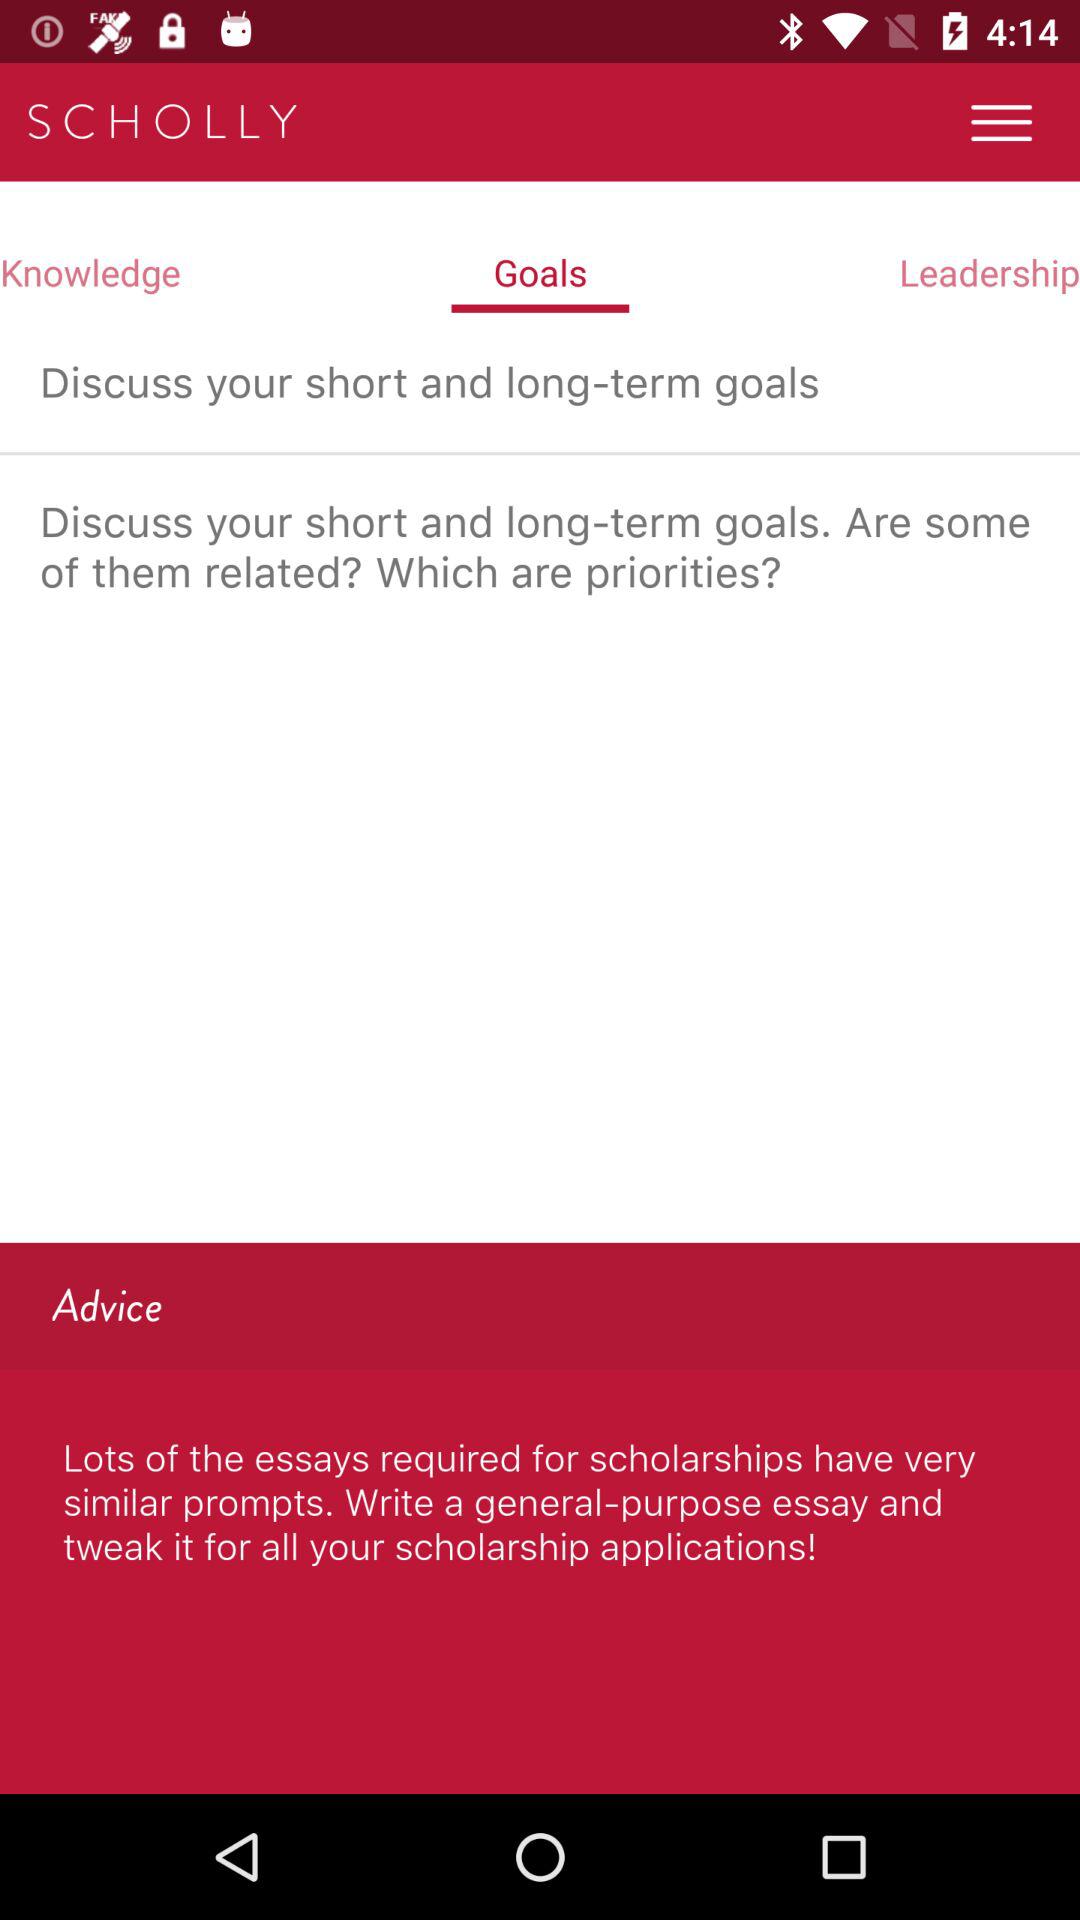 FAKE
4:14
SCHOLLY
Knowledge Goals Leadership
Discuss your short and long-term goals
Discuss your short and long-term goals. Are some
of them related? Which are priorities?
Advice
Lots of the essays required for scholarships have very
similar prompts. Write a general-purpose essay and
tweak it for all your scholarship applications!